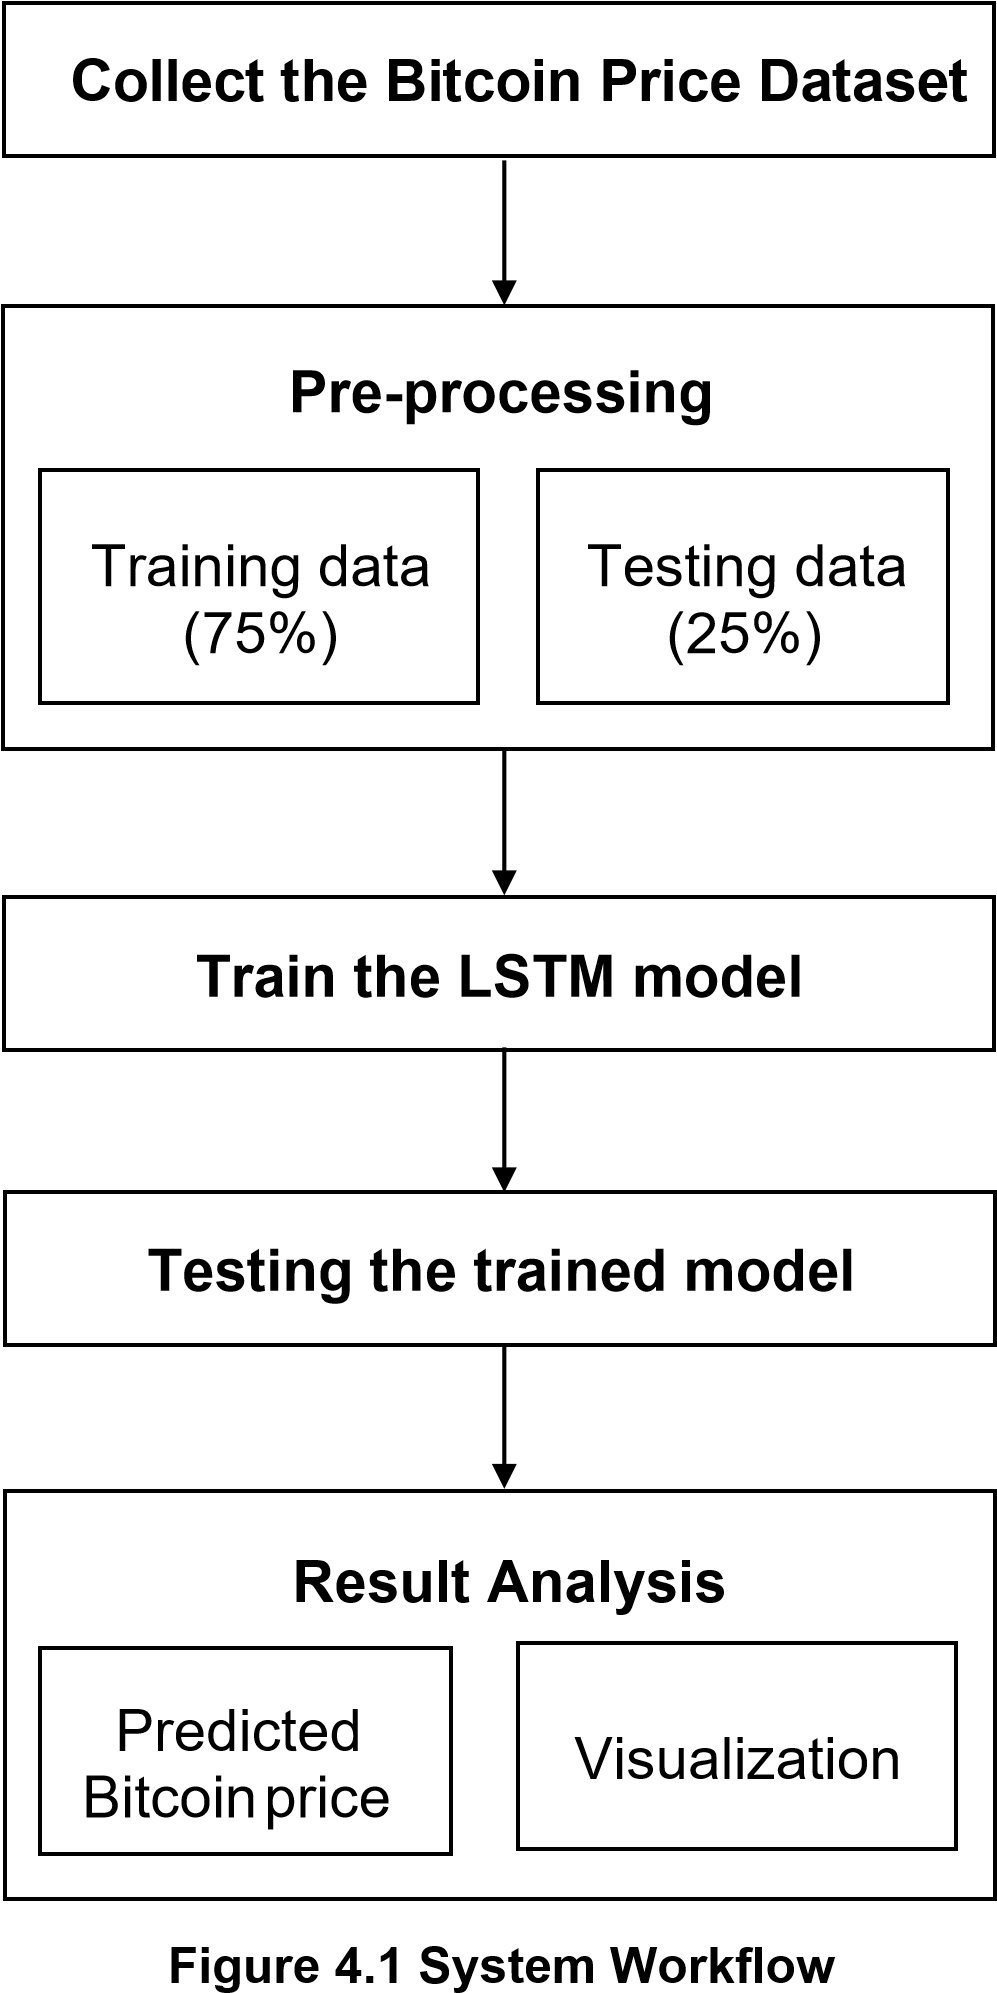 Collect the Bitcoin Price Dataset
Pre-processing
Training data
(75%)
Testing data
(25%)
Train the LSTM model
Testing the trained model
Result Analysis
Predicted
Bitcoin price
Visualization
Figure 4.1 System Workflow